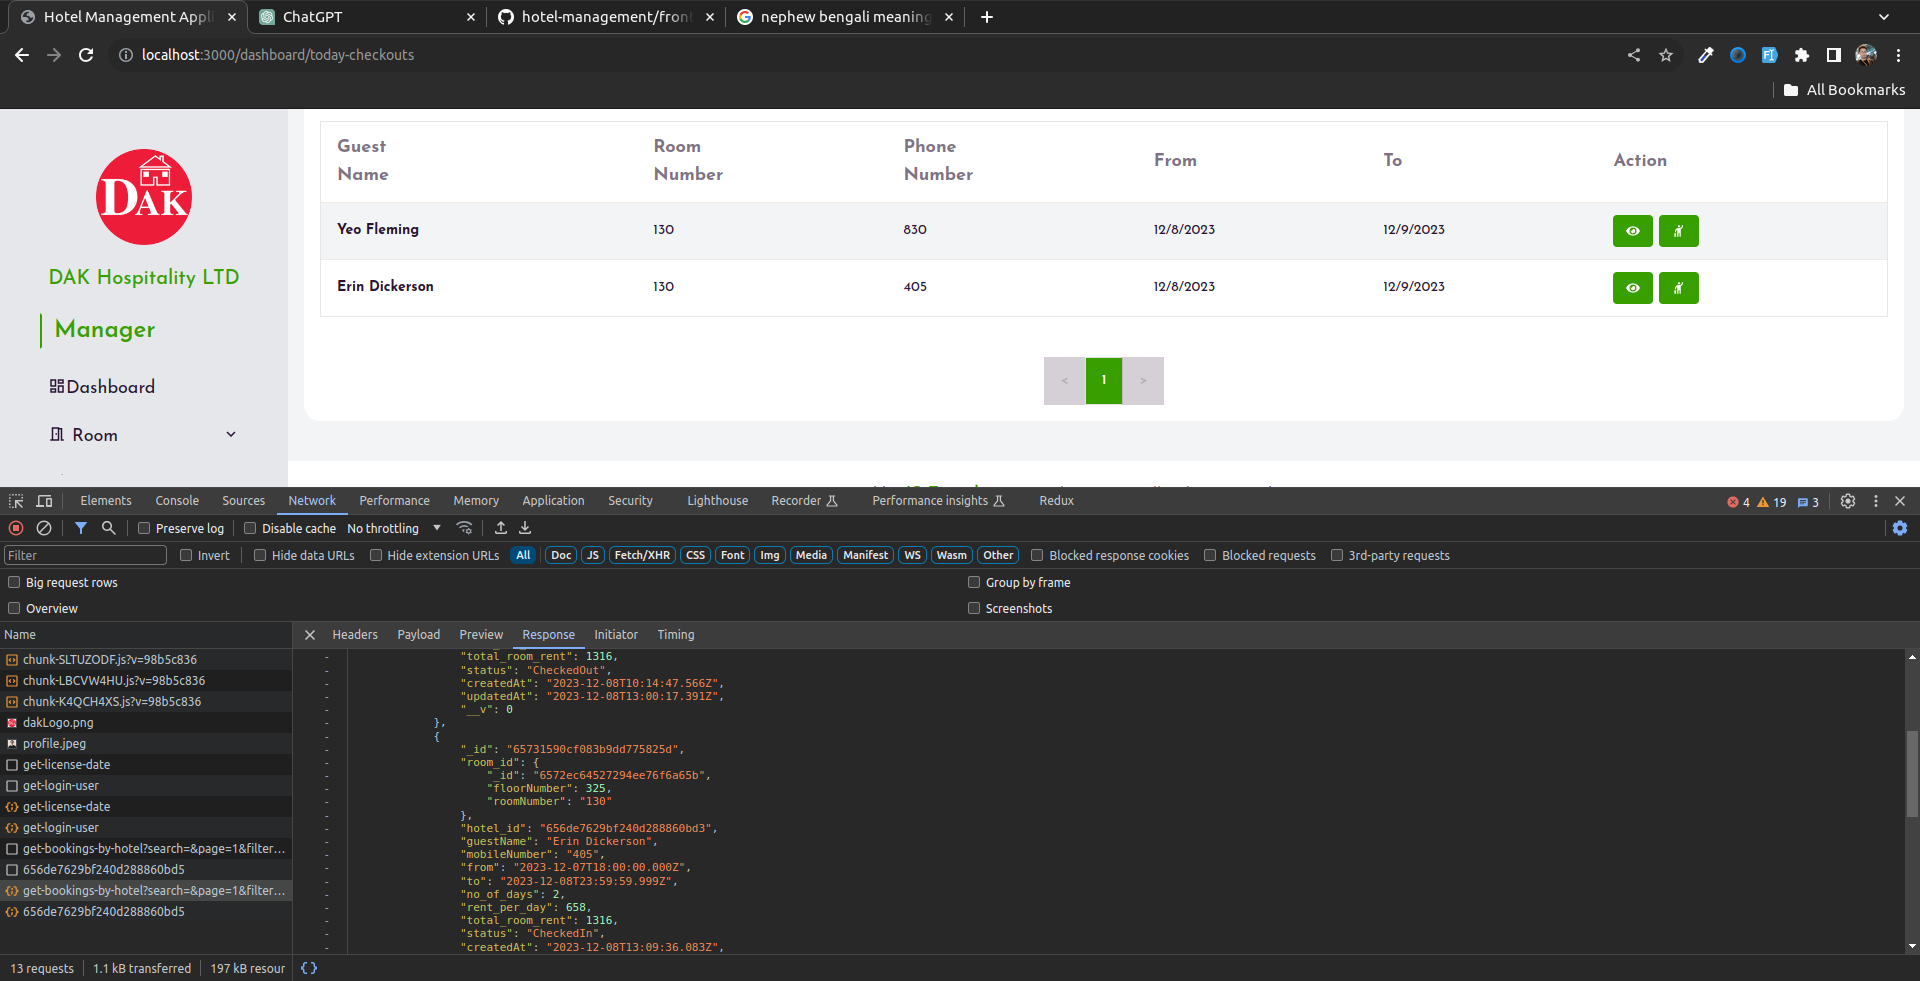 Hotel Management Appl
ChatGPT
hotel-management/fron
nephew bengali meaning
localhost:3000/dashboard/today-checkouts
All Bookmarks
DAK
DAK Hospitality LTD
Manager
Dashboard
Room
Guest Name
Room Number
Phone Number
From
To
Action
Yeo Fleming 130 830 12/8/2023 12/9/2023
Erin Dickerson 130 405 12/8/2023 12/9/2023
< 1 >
Elements Console Sources Network Performance Memory Application Security Lighthouse Recorder Performance insights Redux 4 19 3
Preserve log Disable cache No throttling
Filter Invert Hide data URLs Hide extension URLs All Doc JS Fetch/XHR CSS Font Img Media Manifest WS Wasm Other Blocked response cookies Blocked requests 3rd-party requests
Big request rows Group by frame
Overview Screenshots
Name
chunk-SLTUZODF.js?v=98b5c836
chunk-LBCVW4HU.js?v=98b5c836
chunk-K4QCH4XS.js?v=98b5c836
dakLogo.png
profile.jpeg
get-license-date
get-login-user
get-license-date
get-login-user
get-bookings-by-hotel?search=&page=1&filter...
656de7629bf240d288860bd5
get-bookings-by-hotel?search=&page=1&filter...
656de7629bf240d288860bd5
13 requests 1.1 kB transferred 197 kB resour
Headers Payload Preview Response Initiator Timing
"total_room_rent": 1316,
"status": "CheckedOut",
"createdAt": "2023-12-08T10:14:47.566Z",
"updatedAt": "2023-12-08T13:00:17.391Z",
"__v": 0
},
{
"_id": "65731590cf083b9dd775825d",
"room_id": {
"_id": "6572ec64527294ee76f6a65b",
"floorNumber": 325,
"roomNumber": "130"
},
"hotel_id": "656de7629bf240d288860bd3",
"guestName": "Erin Dickerson",
"mobileNumber": "405",
"from": "2023-12-07T18:00:00.000Z",
"to": "2023-12-08T23:59:59.999Z",
"no_of_days": 2,
"rent_per_day": 658,
"total_room_rent": 1316,
"status": "CheckedIn",
"createdAt": "2023-12-08T13:09:36.083Z",
{}